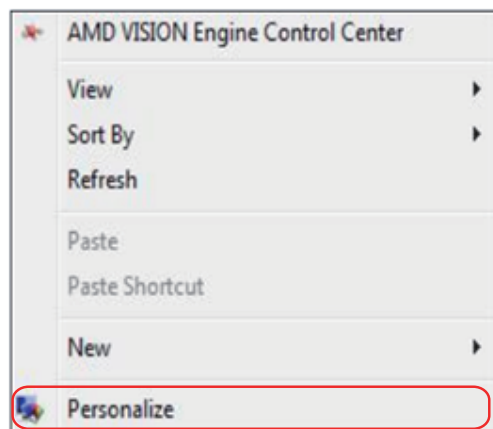 AMD VISION Engine Control Center
View
Sort By
Refresh
Paste
Paste Shortcut
New
Personalize